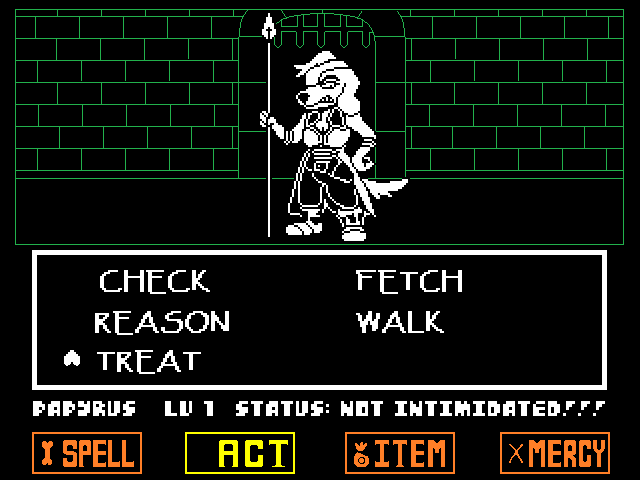 CHECK FETCH
REASON WALK
TREAT
PAPYRUS LV 1 STATUS: NOT INTIMIDATED!!!
SPELL ACT ITEM MERCY